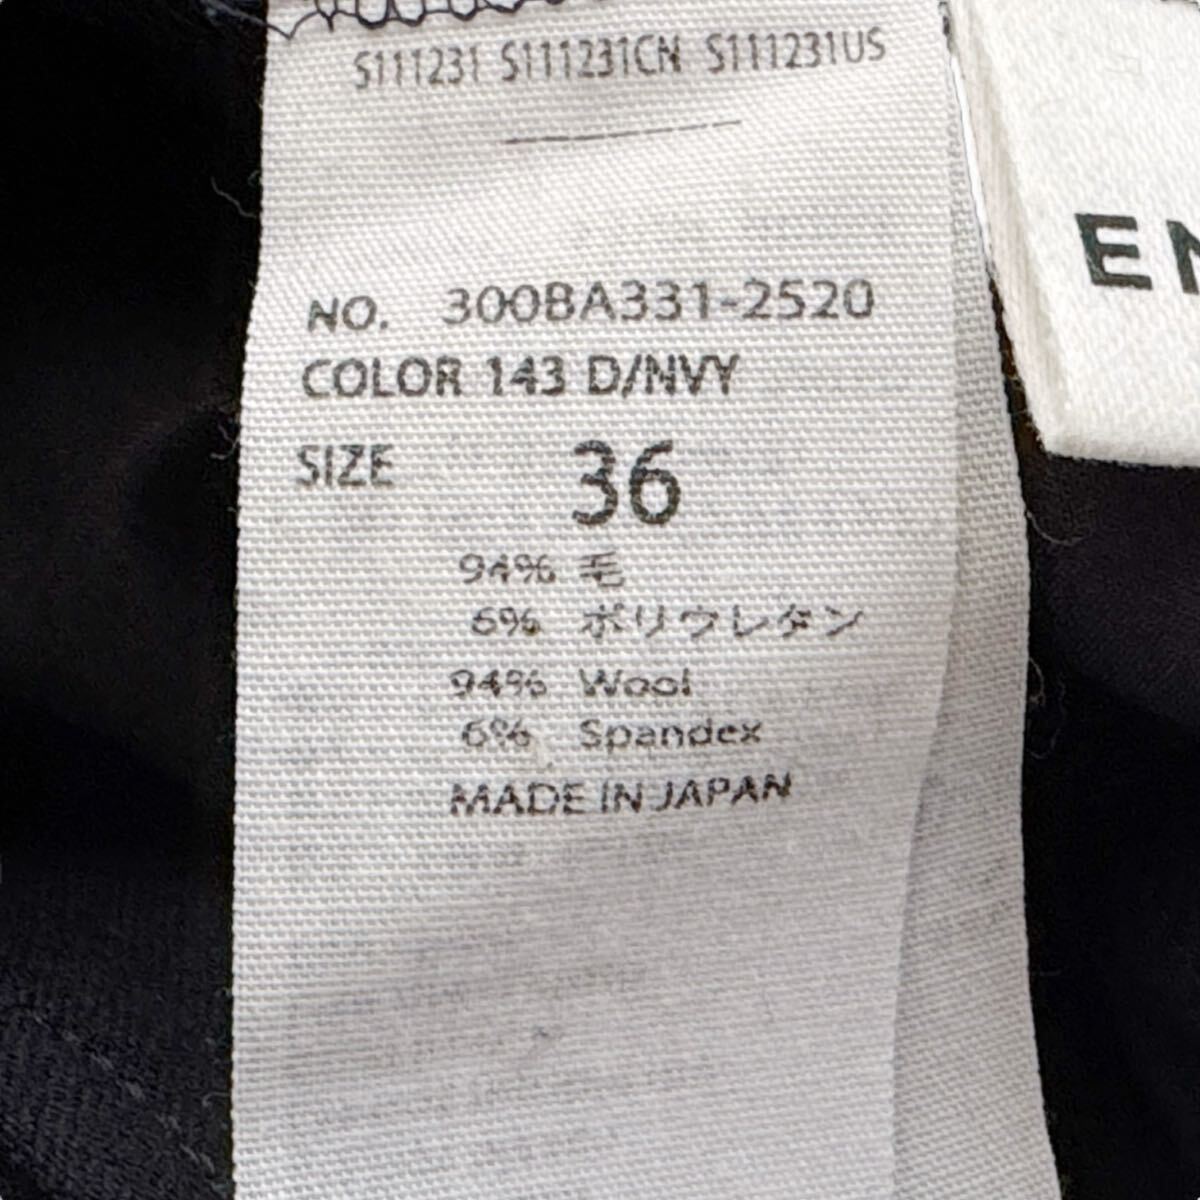 S111231 S111231CN S111231US
NO. 300BA331-2520
COLOR 143 D/NVY
SIZE 36
94% 毛
6% ポリウレタン
94% Wool
6% Spandex
MADE IN JAPAN